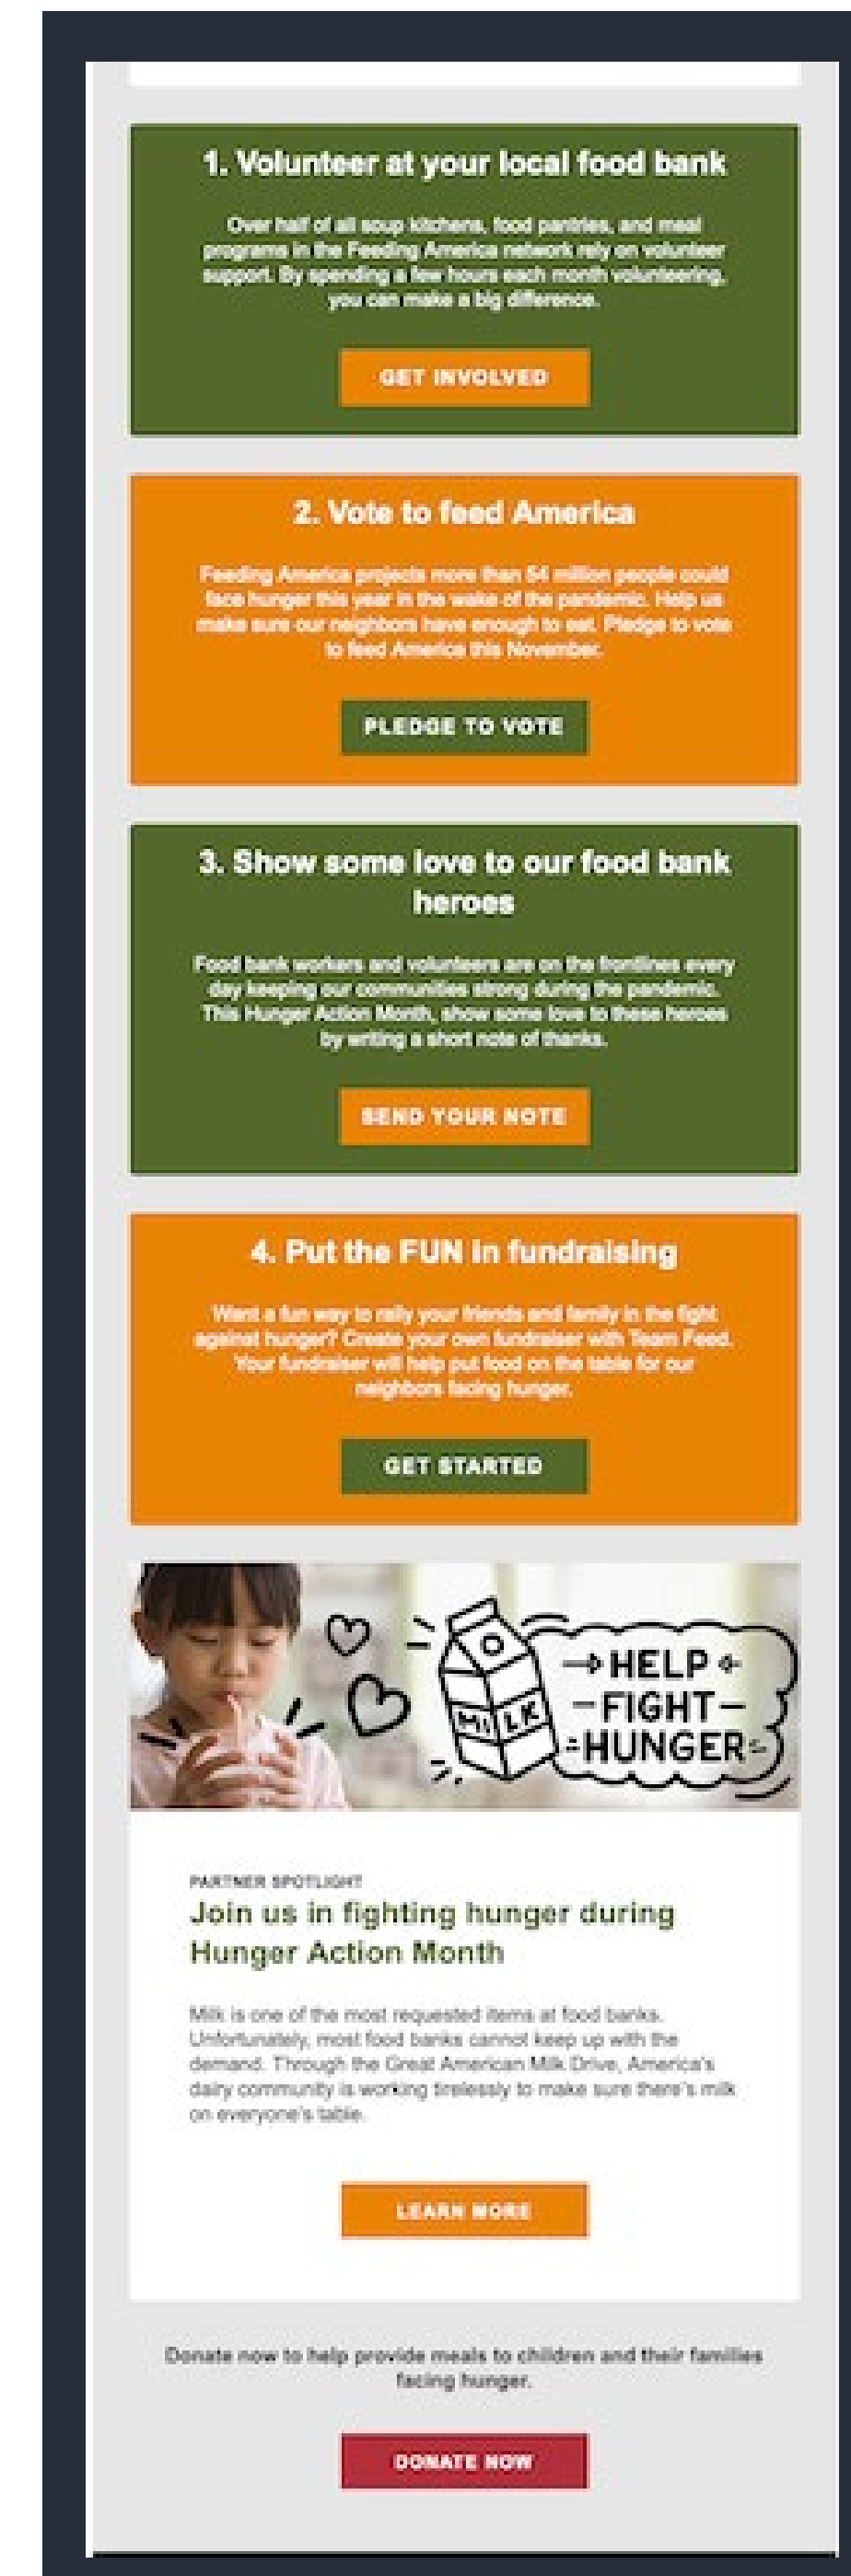 1. Volunteer at your local food bank
Over half of all soup kitchens, food pantries, and meal
programs in the Feeding America network rely on volunteer
support. By spending a few hours each month volunteering,
you can make a big difference.
GET INVOLVED
2. Vote to feed America
Feeding America projects more than 54 million people could
face hunger this year in the wake of the pandemic. Help us
make sure our neighbors have enough to eat. Pledge to vote
to feed America this November.
PLEDGE TO VOTE
3. Show some love to our food bank
heroes
Food bank workers and volunteers are on the frontlines every
day keeping our communities strong during the pandemic.
This Hunger Action Month, show some love to these heroes
by writing a short note of thanks.
SEND YOUR NOTE
4. Put the FUN in fundraising
Want a fun way to rally your friends and family in the fight
against hunger? Create your own fundraiser with Team Feed.
Your fundraiser will help put food on the table for our
neighbors facing hunger.
GET STARTED
MILK
HELP
FIGHT
HUNGER
PARTNER SPOTLIGHT
Join us in fighting hunger during
Hunger Action Month
Milk is one of the most requested items at food banks.
Unfortunately, most food banks cannot keep up with the
demand. Through the Great American Milk Drive, America's
dairy community is working tirelessly to make sure there's milk
on everyone's table.
LEARN MORE
Donate now to help provide meals to children and their families
facing hunger.
DONATE NOW